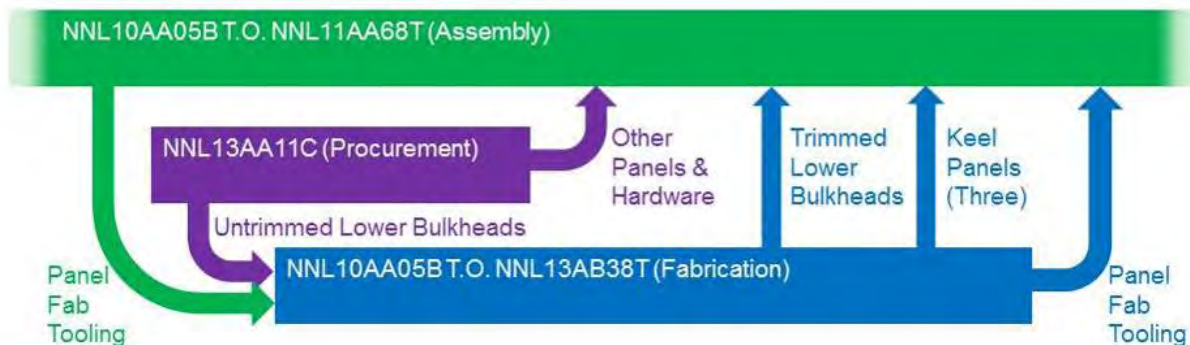 NNL10AA05B T.O. NNL11AA68T (Assembly)
NNL13AA11C (Procurement)
Other
Panels &
Hardware
Trimmed
Lower
Bulkheads
Keel
Panels
(Three)
Untrimmed Lower Bulkheads
NNL10AA05B T.O. NNL13AB38T (Fabrication)
Panel
Fab
Tooling
Panel
Fab
Tooling